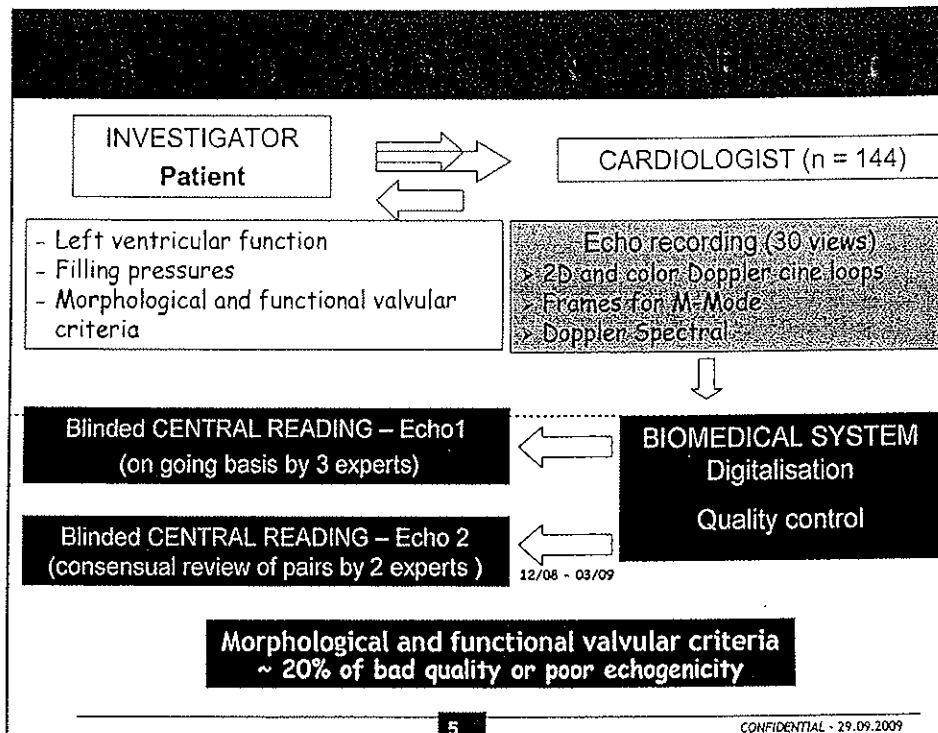 INVESTIGATOR
Patient
CARDIOLOGIST (n = 144)
- Left ventricular function
- Filling pressures
- Morphological and functional valvular
criteria
Echo recording (30 views)
> 2D and color Doppler cine loops
> Frames for M-Mode
> Doppler Spectral
Blinded CENTRAL READING – Echo1
(on going basis by 3 experts)
BIOMEDICAL SYSTEM
Digitalisation
Quality control
Blinded CENTRAL READING – Echo 2
(consensual review of pairs by 2 experts )
12/08 - 03/09
Morphological and functional valvular criteria
~ 20% of bad quality or poor echogenicity
5
CONFIDENTIAL - 29.09.2009